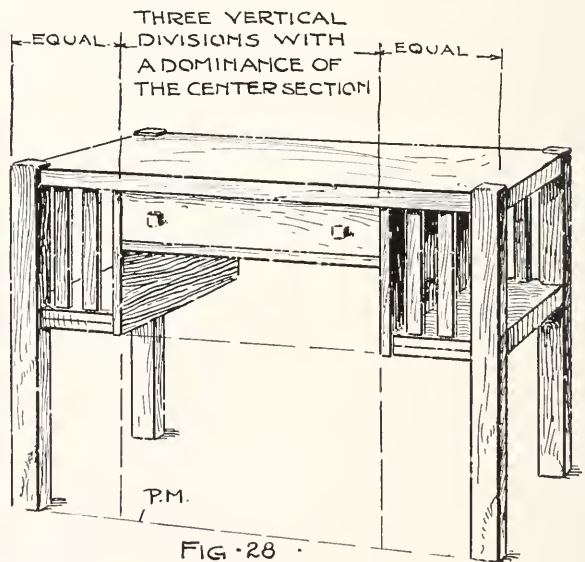 THREE VERTICAL
DIVISIONS WITH
A DOMINANCE OF
THE CENTER SECTION
EQUAL
EQUAL
P.M.
FIG·28·